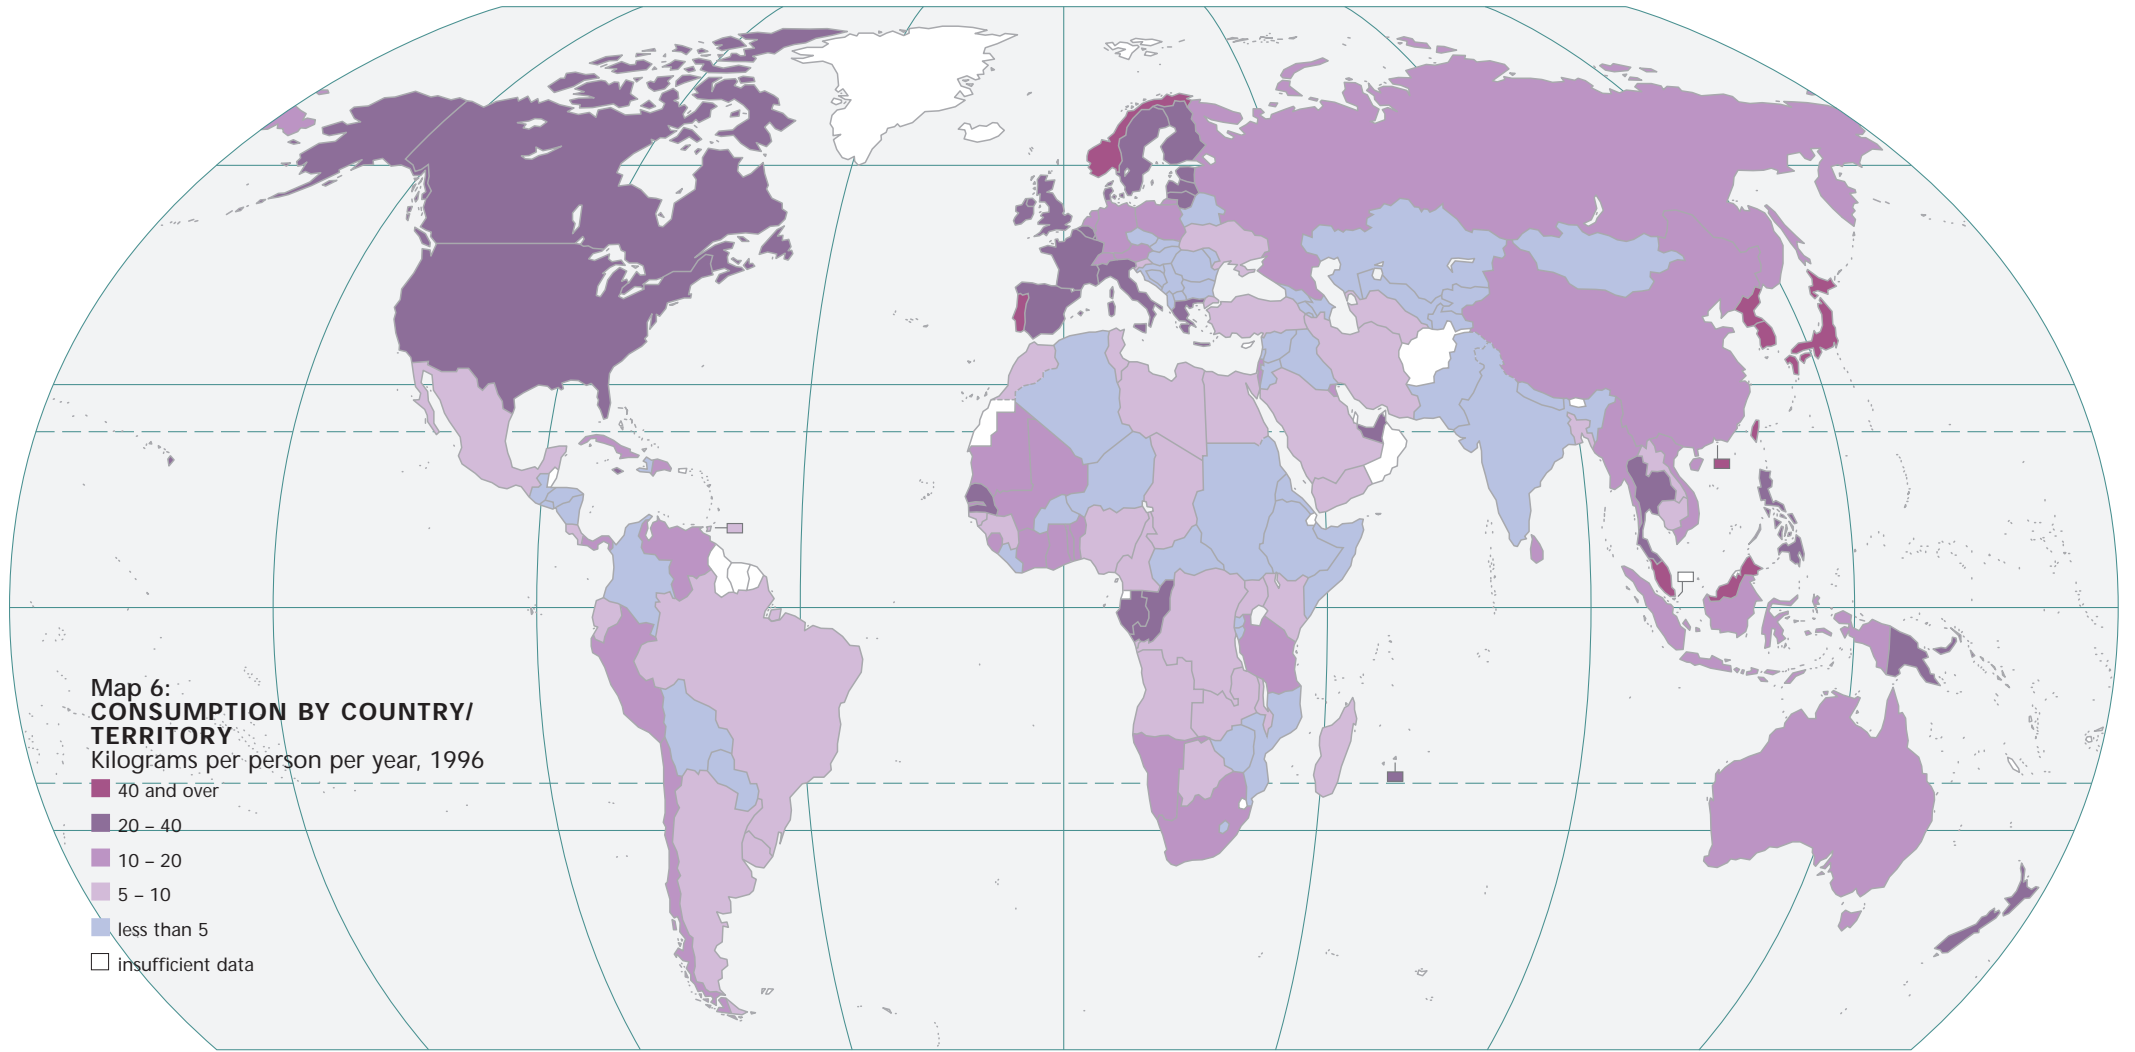 Map 6:
CONSUMPTION BY COUNTRY/
TERRITORY
Kilograms per person per year, 1996
40 and over
20 – 40
10 – 20
5 – 10
less than 5
insufficient data